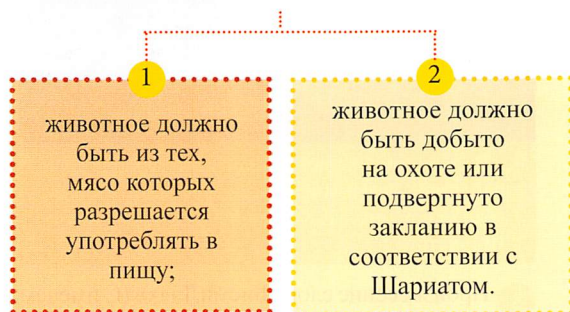 1
животное должно
быть из тех,
мясо которых
разрешается
употреблять в
пищу;
2
животное должно
быть добыто
на охоте или
подвергнуто
закланию в
соответствии с
Шариатом.